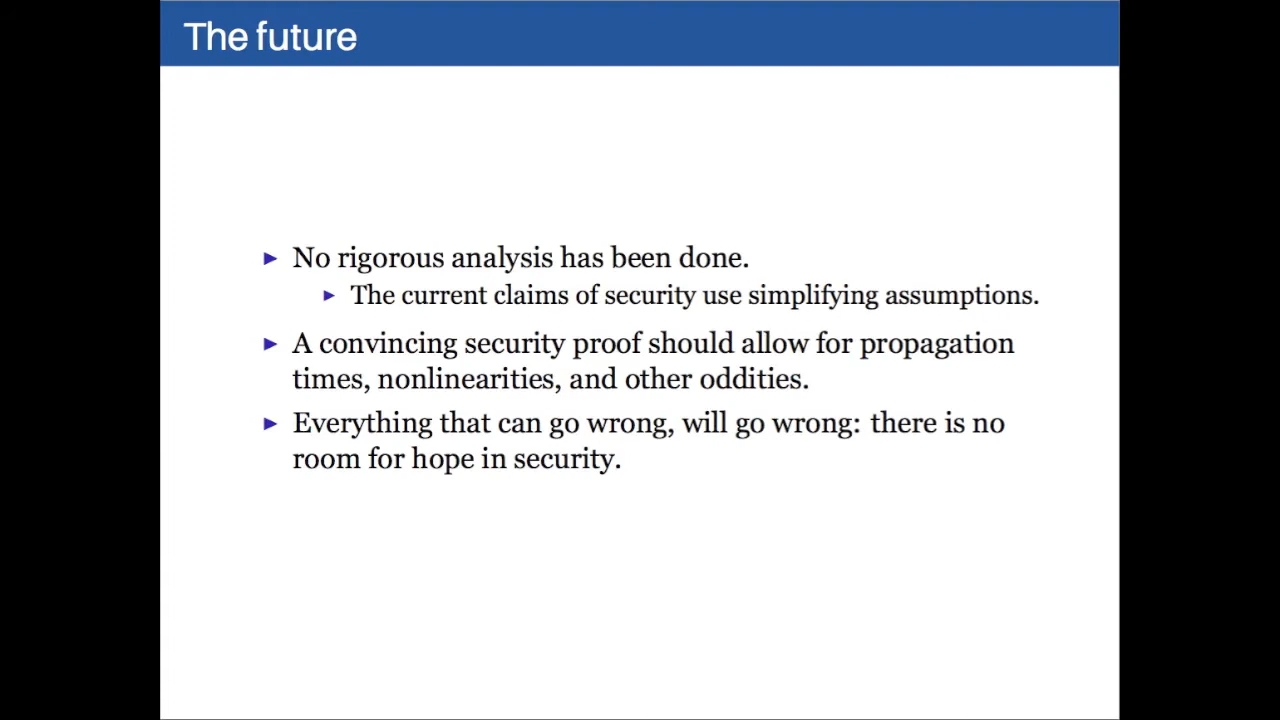 The future
► No rigorous analysis has been done.
► The current claims of security use simplifying assumptions.
► A convincing security proof should allow for propagation
times, nonlinearities, and other oddities.
► Everything that can go wrong, will go wrong: there is no
room for hope in security.